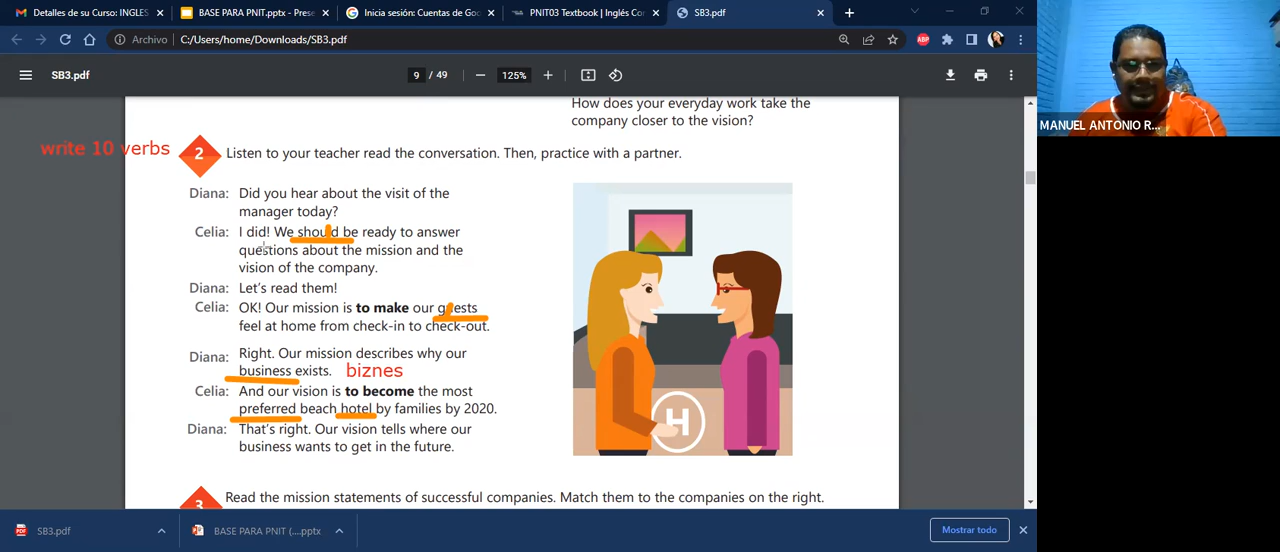 Detalles de su Curso: INGLES
BASE PARA PNIT.pptx - Prese
Inicia sesión: Cuentas de Goo
PNIT03 Textbook | Inglés Co
SB3.pdf
Archivo | C:/Users/home/Downloads/SB3.pdf
ABP
SB3.pdf
9 / 49
125%
How does your everyday work take the
company closer to the vision?
write 10 verbs
2 Listen to your teacher read the conversation. Then, practice with a partner.
Diana: Did you hear about the visit of the
manager today?
Celia: I did! We should be ready to answer
questions about the mission and the
vision of the company.
Diana: Let's read them!
Celia: OK! Our mission is to make our guests
feel at home from check-in to check-out.
Diana: Right. Our mission describes why our
business exists. biznes
Celia: And our vision is to become the most
preferred beach hotel by families by 2020.
Diana: That's right. Our vision tells where our
business wants to get in the future.
H
3 Read the mission statements of successful companies. Match them to the companies on the right.
MANUEL ANTONIO R...
SB3.pdf
BASE PARA PNIT (....pptx
Mostrar todo